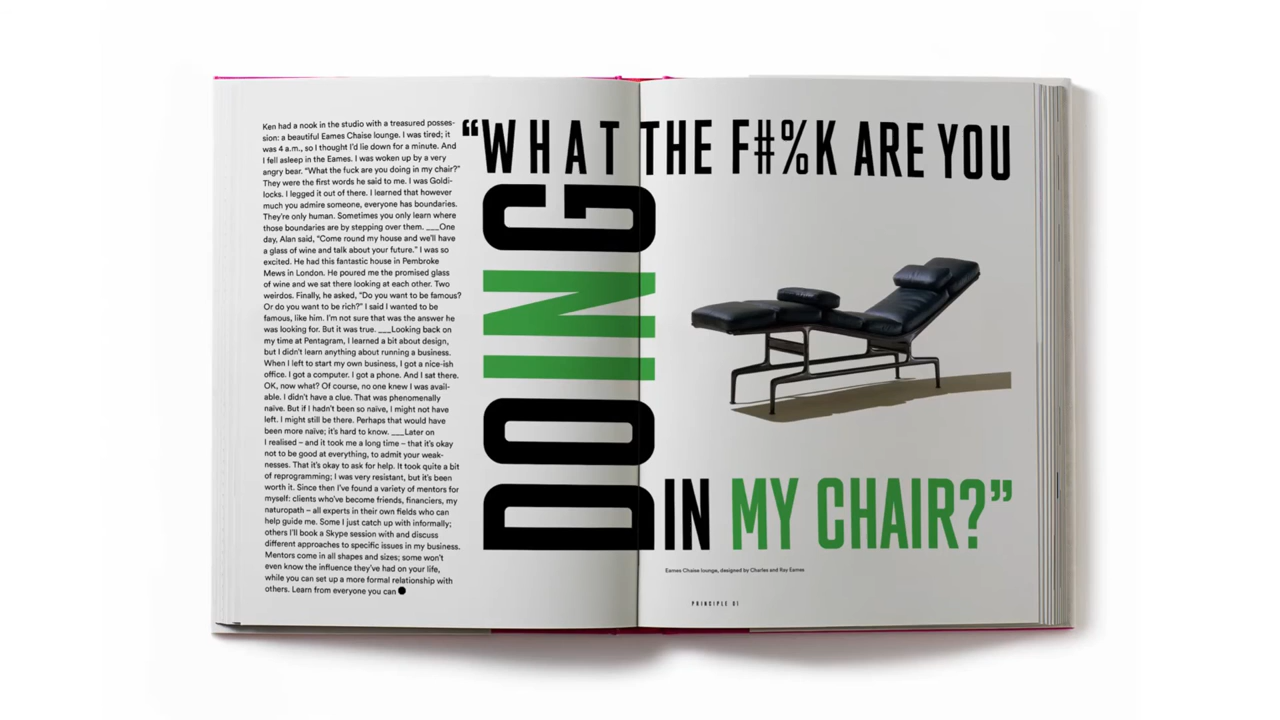 Ken had a nook in the studio with a treasured posses-
sion: a beautiful Eames Chaise lounge. I was tired; it
was 4 a.m., so I thought I'd lie down for a minute. And
I fell asleep in the Eames. I was woken up by a very
angry bear. "What the fuck are you doing in my chair?"
They were the first words he said to me. I was Goldi-
locks. I legged it out of there. I learned that however
much you admire someone, everyone has boundaries.
They're only human. Sometimes you only learn where
those boundaries are by stepping over them. ___One
day, Alan said, "Come round my house and we'll have
a glass of wine and talk about your future." I was so
excited. He had this fantastic house in Pembroke
Mews in London. He poured me the promised glass
of wine and we sat there looking at each other. Two
weirdos. Finally, he asked, "Do you want to be famous?
Or do you want to be rich?" I said I wanted to be
famous, like him. I'm not sure that was the answer he
was looking for. But it was true. ___Looking back on
my time at Pentagram, I learned a bit about design,
but I didn't learn anything about running a business.
When I left to start my own business, I got a nice-ish
office. I got a computer. I got a phone. And I sat there.
OK, now what? Of course, no one knew I was avail-
able. I didn't have a clue. That was phenomenally
naïve. But if I hadn't been so naïve, I might not have
left. I might still be there. Perhaps that would have
been more naïve; it's hard to know. ___Later on
I realised – and it took me a long time – that it's okay
not to be good at everything, to admit your weak-
nesses. That it's okay to ask for help. It took quite a bit
of reprogramming; I was very resistant, but it's been
worth it. Since then I've found a variety of mentors for
myself: clients who've become friends, financiers, my
naturopath – all experts in their own fields who can
help guide me. Some I just catch up with informally;
others I'll book a Skype session with and discuss
different approaches to specific issues in my business.
Mentors come in all shapes and sizes; some won't
even know the influence they've had on your life,
while you can set up a more formal relationship with
others. Learn from everyone you can
"WHAT THE F#%K ARE YOU
DOING
IN MY CHAIR?"
Eames Chaise lounge, designed by Charles and Ray Eames
PRINCIPLE 01